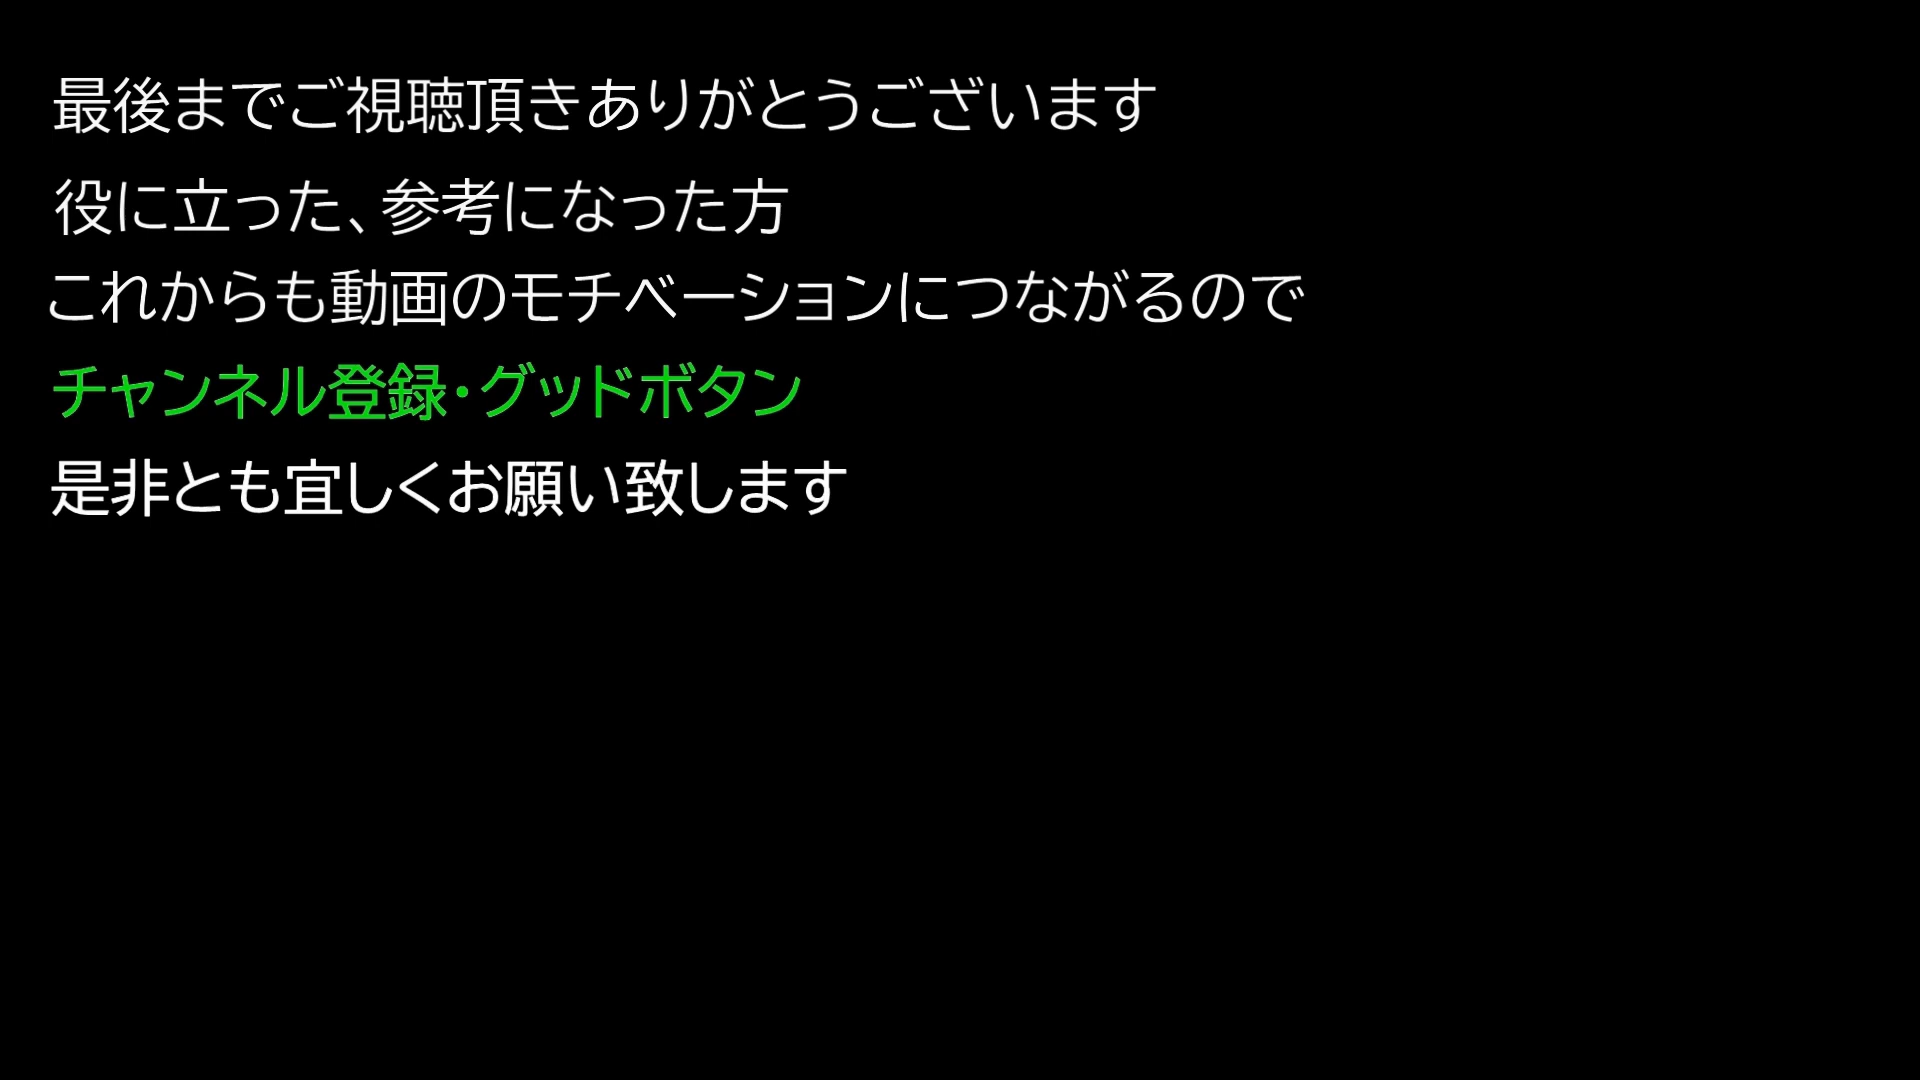 最後までご視聴頂きありがとうございます
役に立った、参考になった方
これからも動画のモチベーションにつながるので
チャンネル登録・グッドボタン
是非とも宜しくお願い致します